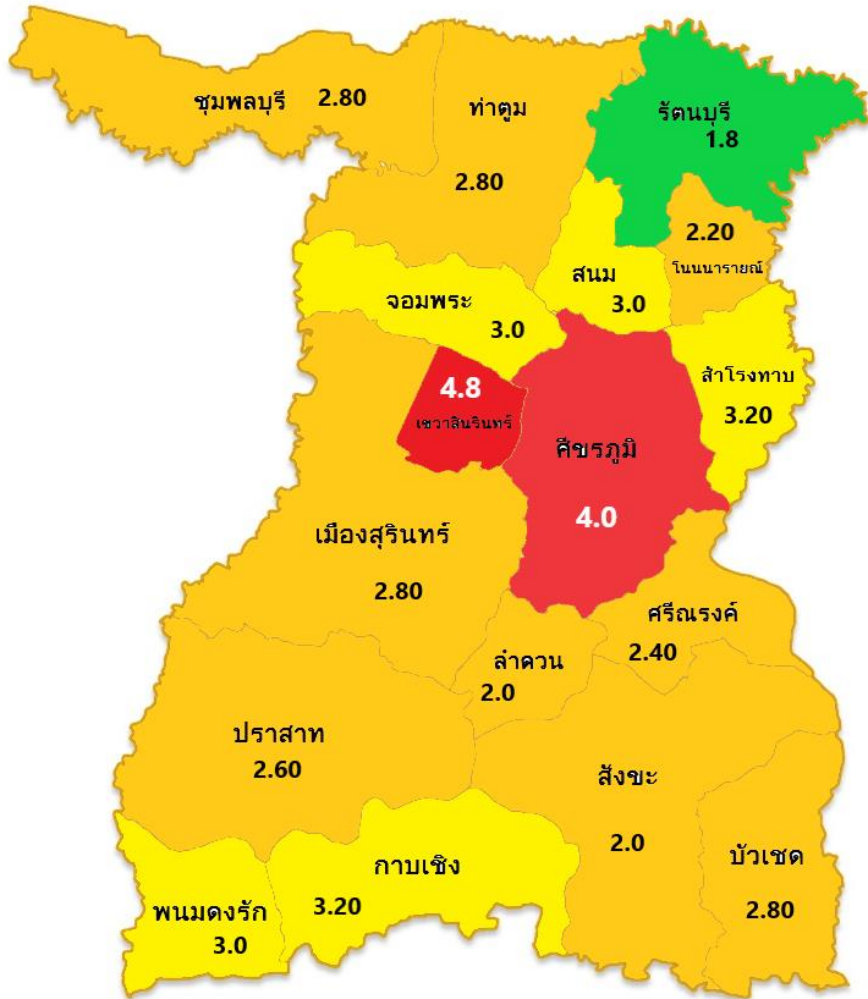 ชุมพลบุรี 2.80
ท่าตูม
2.80
รัตนบุรี
1.8
2.20
โนนนารายณ์
สนม
3.0
จอมพระ
3.0
สำโรงทาบ
3.20
4.8
เขวาสินรินทร์
ศีขรภูมิ
4.0
เมืองสุรินทร์
2.80
ศรีณรงค์
2.40
ลำดวน
2.0
ปราสาท
2.60
สังขะ
2.0
บัวเชด
2.80
กาบเชิง
3.20
พนมดงรัก
3.0